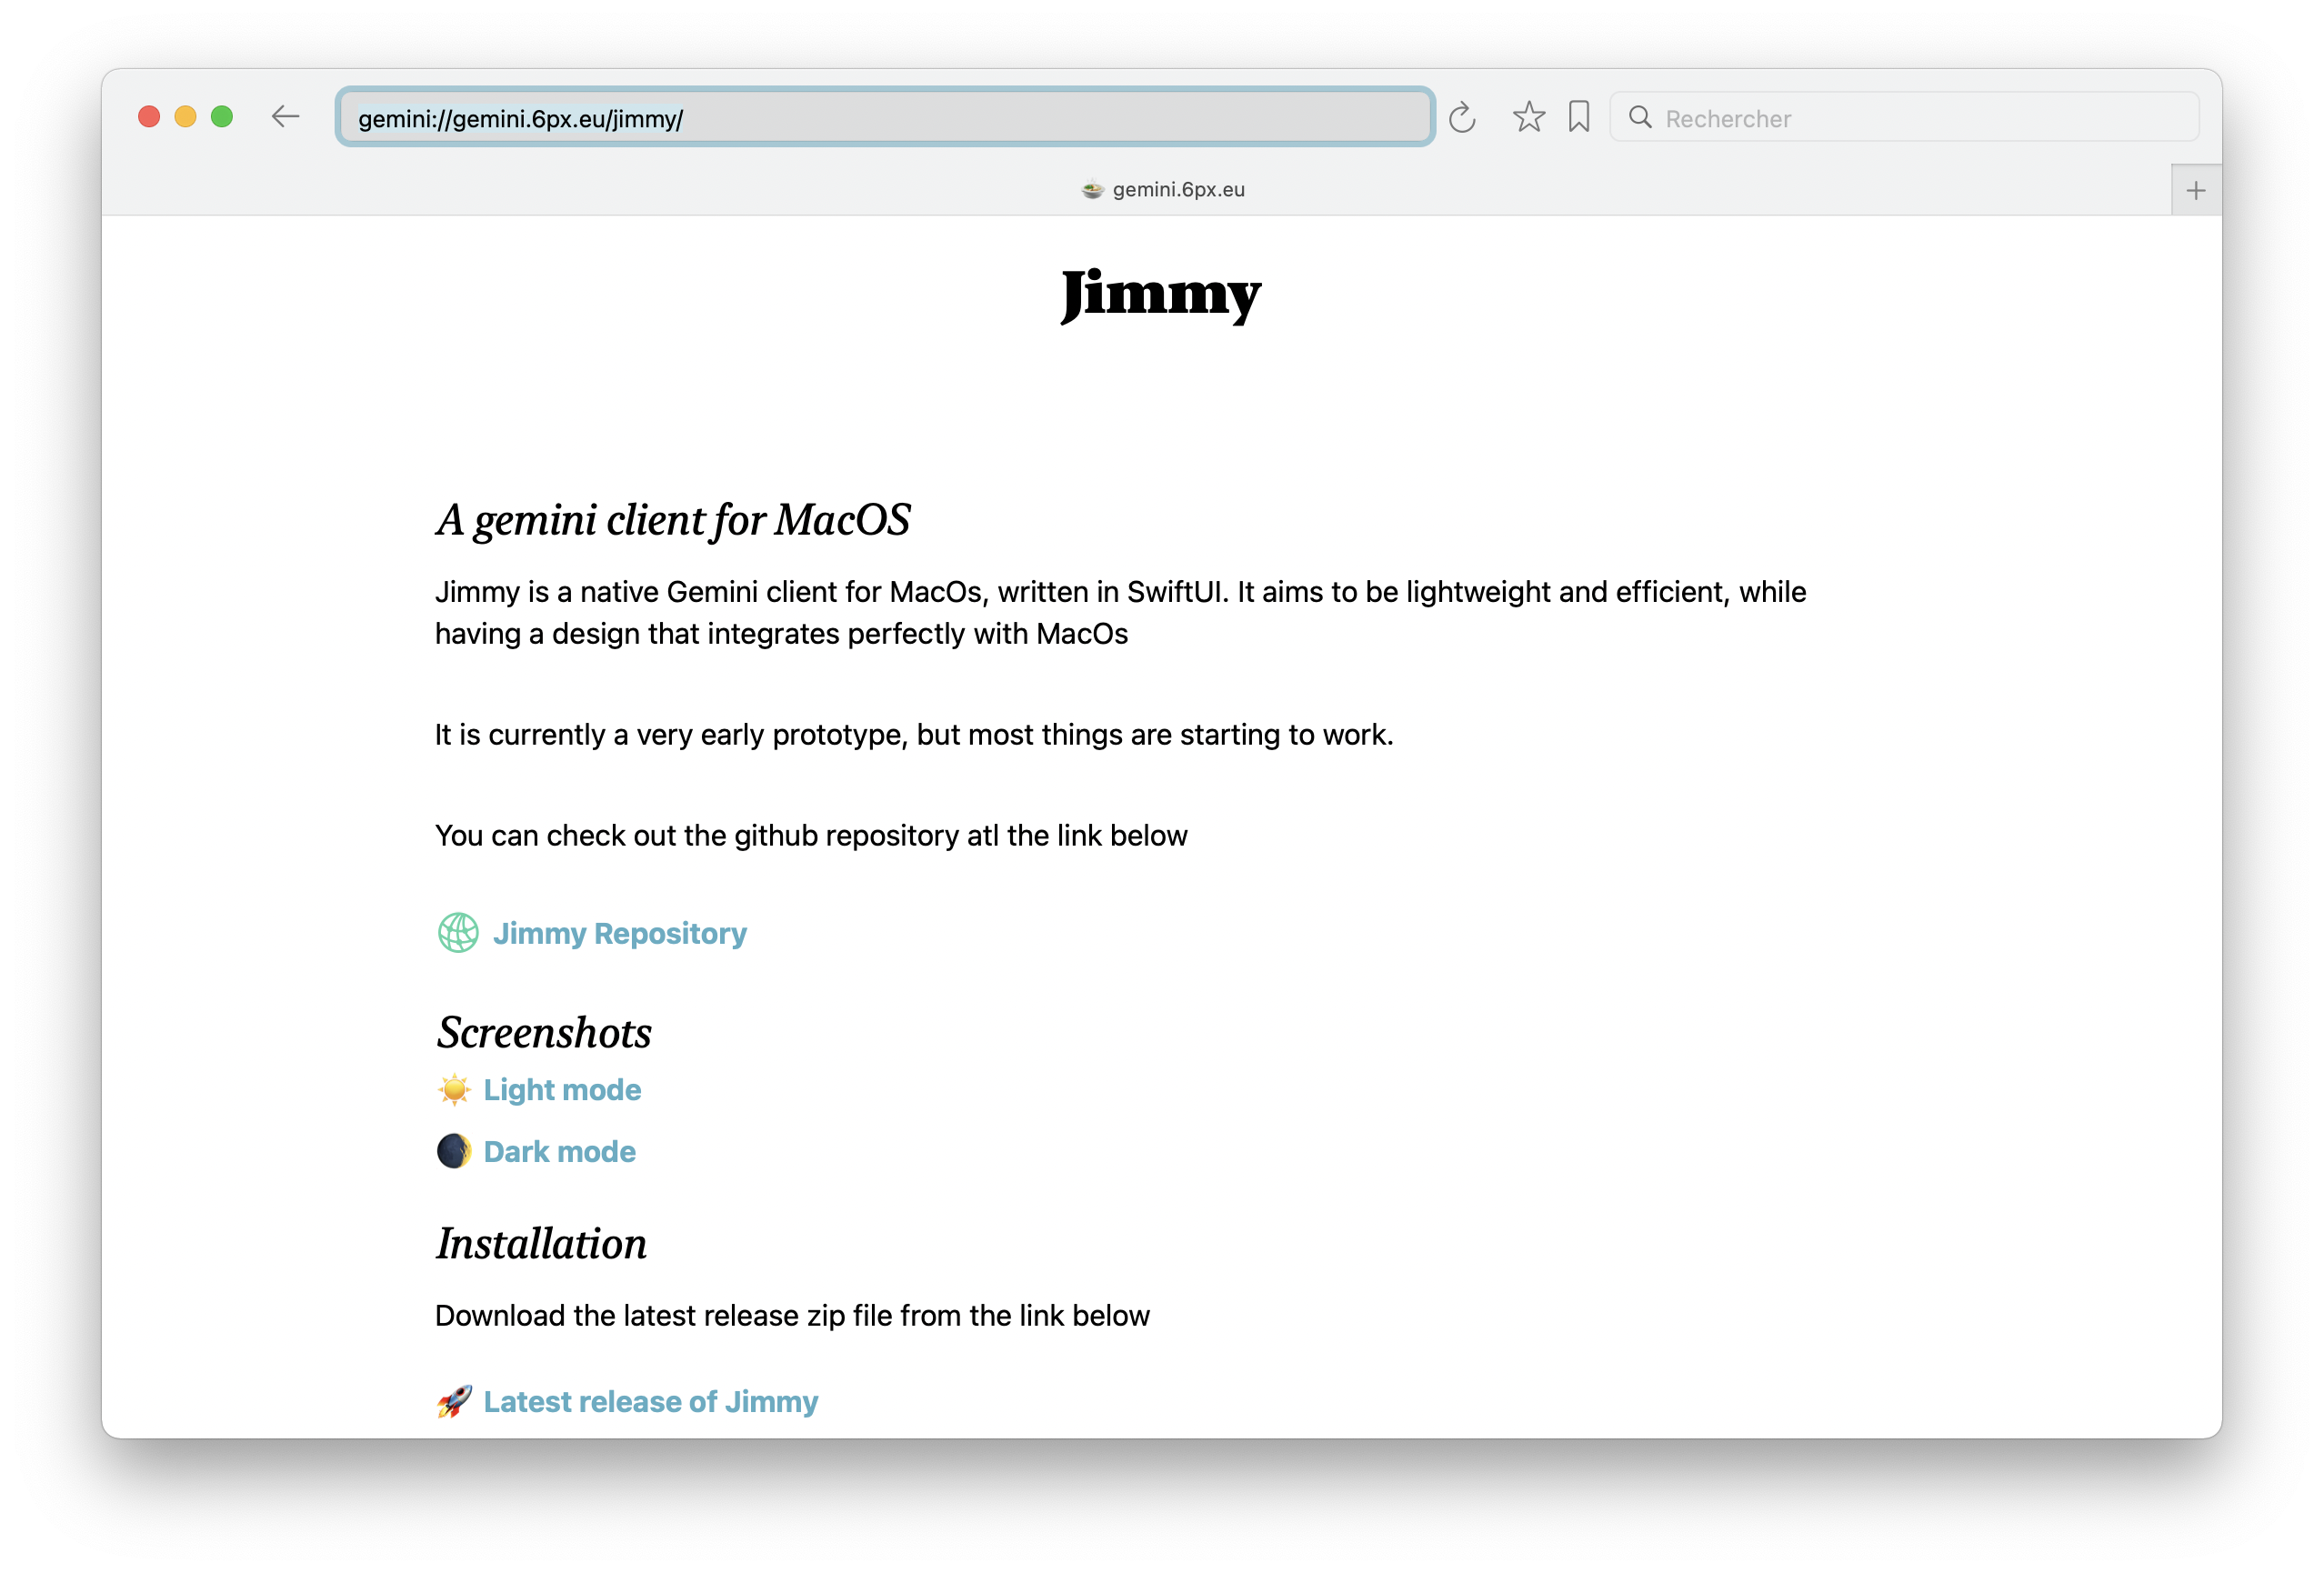 gemini://gemini.6px.eu/jimmy/
Rechercher
gemini.6px.eu
Jimmy
A gemini client for MacOS
Jimmy is a native Gemini client for MacOs, written in SwiftUI. It aims to be lightweight and efficient, while
having a design that integrates perfectly with MacOs
It is currently a very early prototype, but most things are starting to work.
You can check out the github repository atl the link below
Jimmy Repository
Screenshots
Light mode
Dark mode
Installation
Download the latest release zip file from the link below
Latest release of Jimmy